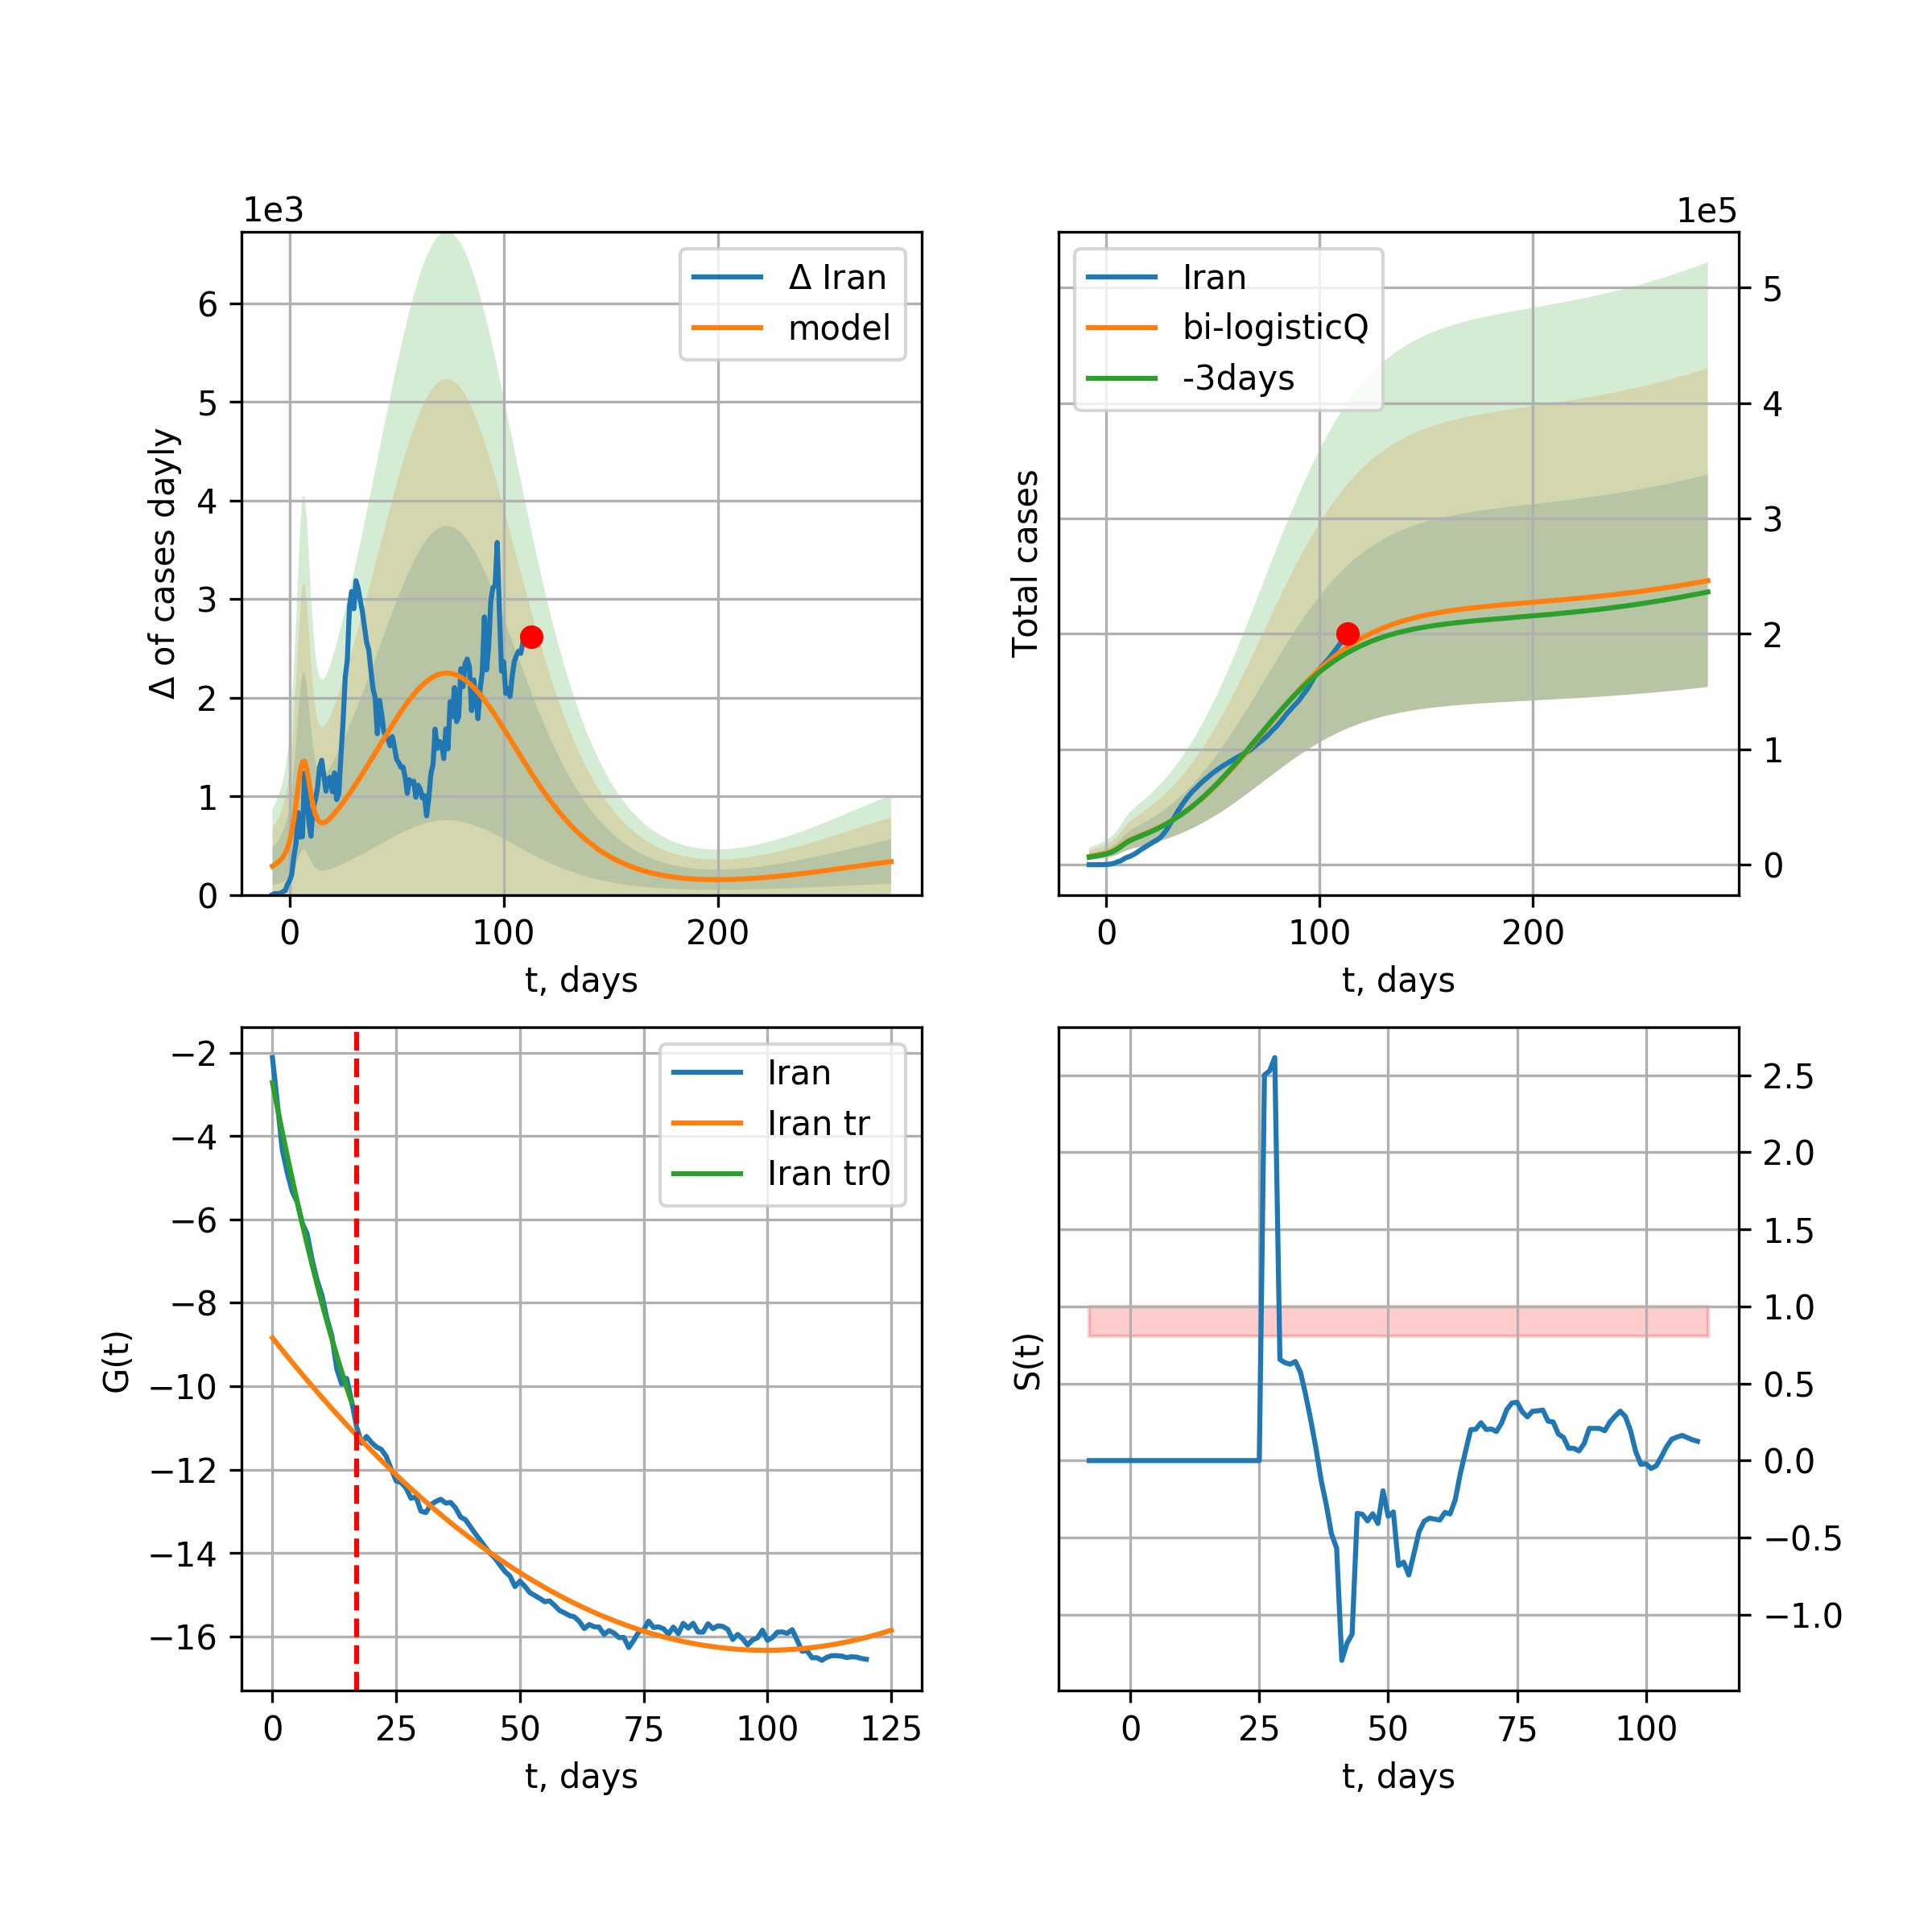 1e3
Δ of cases dayly
6
5
4
3
2
1
0
0 100 200
t, days
Δ Iran
model
1e5
Total cases
5
4
3
2
1
0
0 100 200
t, days
Iran
bi-logisticQ
-3days
G(t)
−2
−4
−6
−8
−10
−12
−14
−16
0 25 50 75 100 125
t, days
Iran
Iran tr
Iran tr0
S(t)
2.5
2.0
1.5
1.0
0.5
0.0
−0.5
−1.0
0 25 50 75 100
t, days